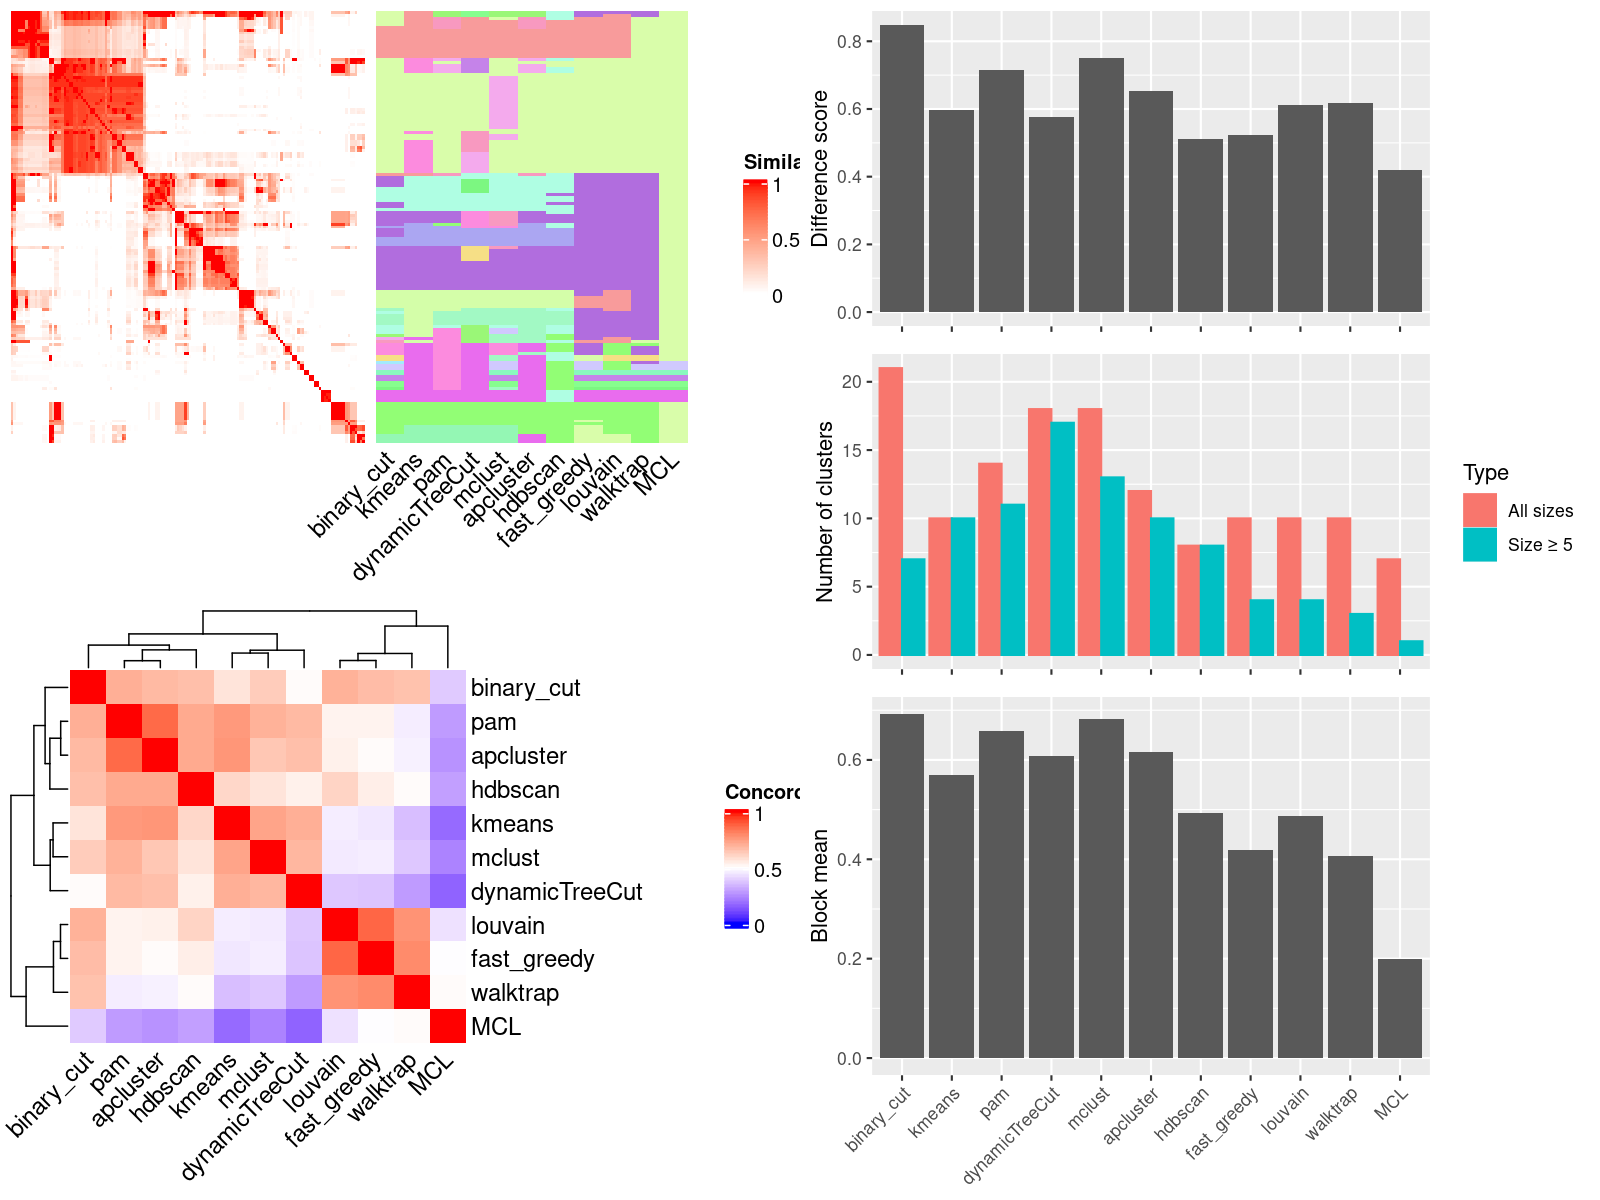 Simila
1
0.5
0
binary_cut
kmeans
pam
dynamicTreeCut
mclust
apcluster
hdbscan
fast_greedy
louvain
walktrap
MCL
binary_cut
pam
apcluster
hdbscan
kmeans
mclust
dynamicTreeCut
louvain
fast_greedy
walktrap
MCL
binary_cut
pam
apcluster
hdbscan
kmeans
mclust
dynamicTreeCut
louvain
fast_greedy
walktrap
MCL
Concord
1
0.5
0
Difference score
0.8
0.6
0.4
0.2
0.0
Number of clusters
20
15
10
5
0
Type
All sizes
Size ≥ 5
Block mean
0.6
0.4
0.2
0.0
binary_cut
kmeans
pam
dynamicTreeCut
mclust
apcluster
hdbscan
fast_greedy
louvain
walktrap
MCL